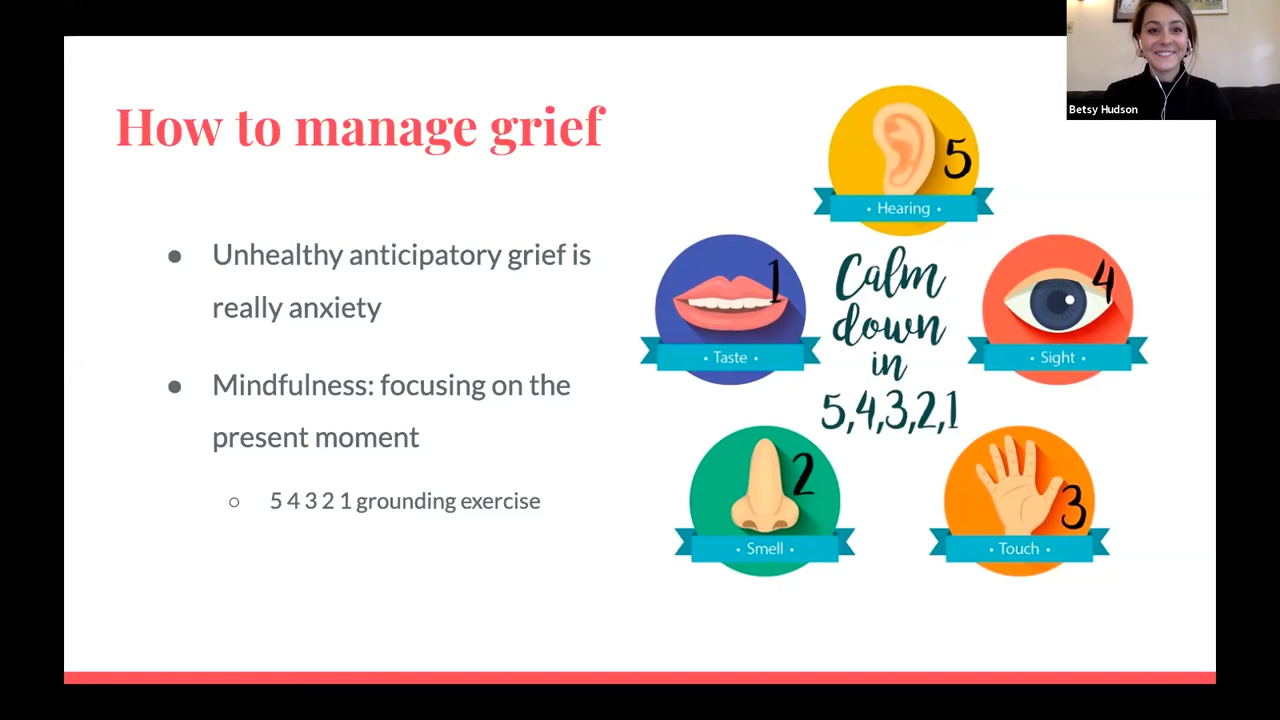 How to manage grief
● Unhealthy anticipatory grief is
really anxiety
● Mindfulness: focusing on the
present moment
○ 5 4 3 2 1 grounding exercise
5
• Hearing •
1
• Taste •
Calm
down
in
5,4,3,2,1
4
• Sight •
2
• Smell •
3
• Touch •
Betsy Hudson